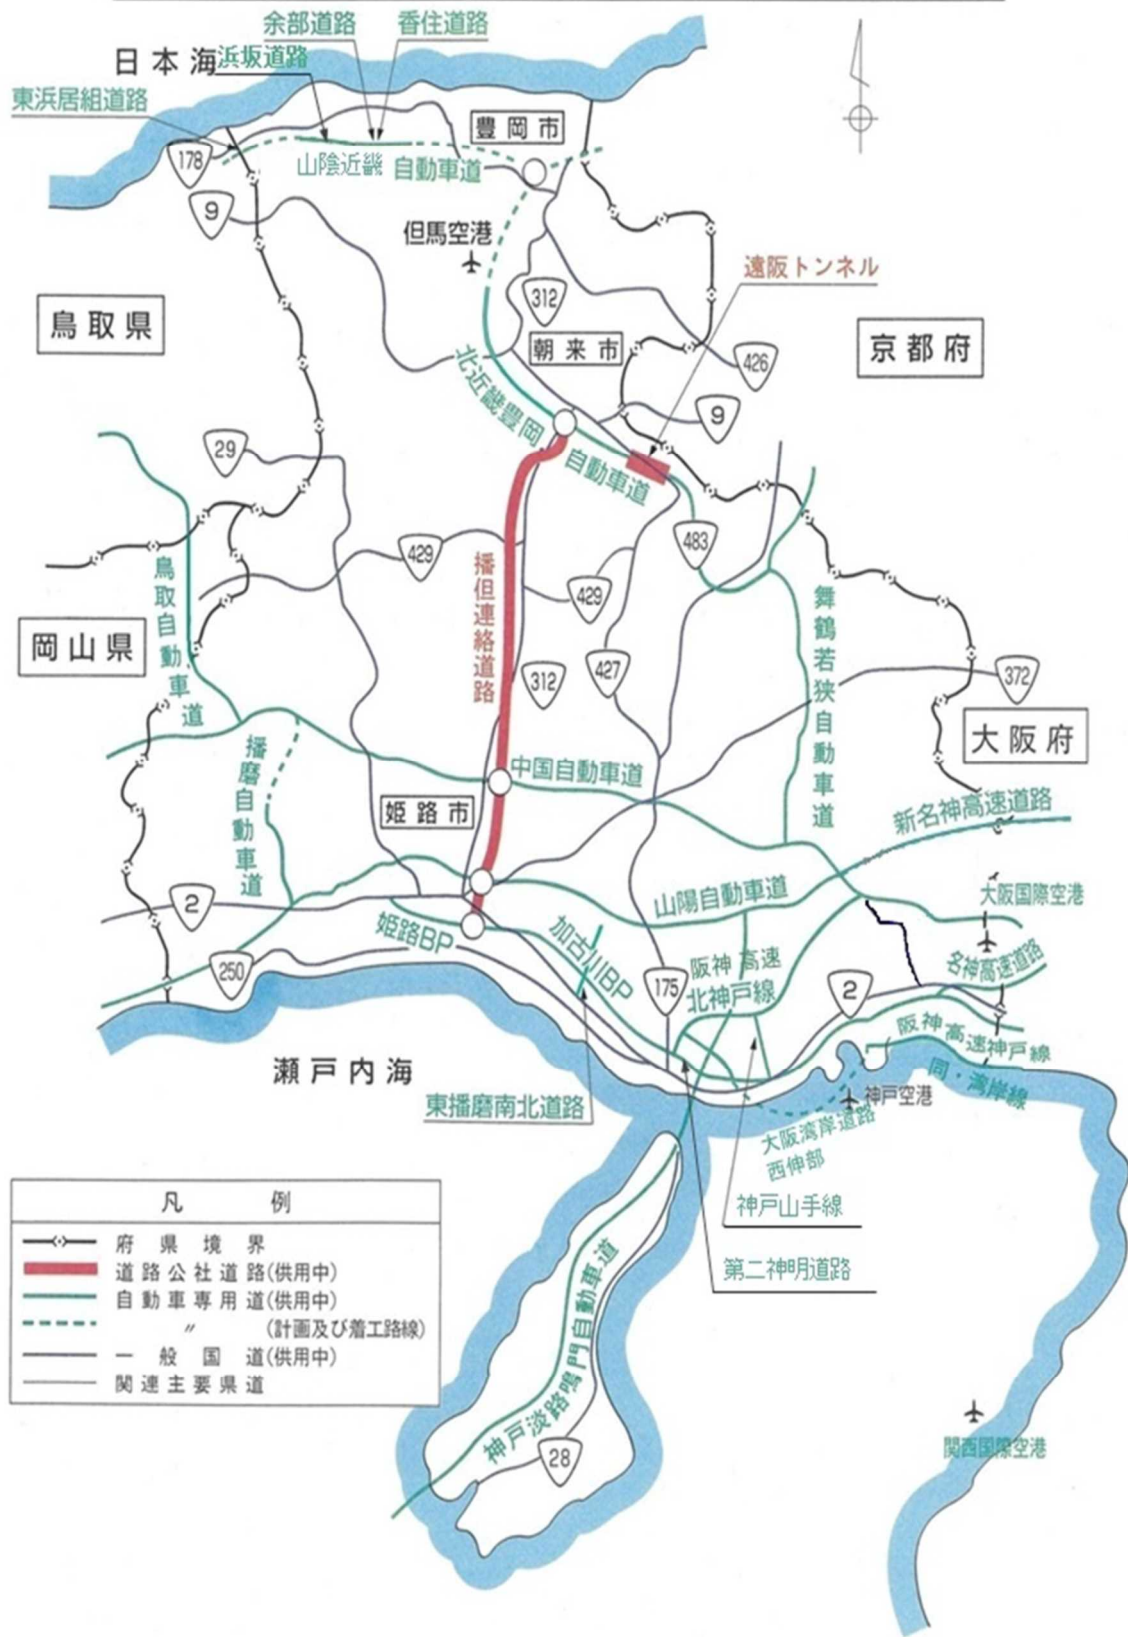 余部道路
香住道路
日本海
浜坂道路
東浜居組道路
豊岡市
178
山陰近畿
自動車道
9
但馬空港
遠阪トンネル
312
鳥取県
朝来市
京都府
426
北近畿豊岡
自動車道
9
29
483
429
播但連絡道路
鳥取自動車道
429
舞鶴若狭自動車道
岡山県
427
312
372
大阪府
播磨自動車道
中国自動車道
姫路市
新名神高速道路
山陽自動車道
大阪国際空港
2
姫路BP
加古川BP
阪神高速
北神戸線
名神高速道路
250
175
2
阪神高速神戸線
同・湾岸線
瀬戸内海
東播磨南北道路
神戸空港
大阪湾岸道路
西伸部
神戸山手線
第二神明道路
神戸淡路鳴門自動車道
28
関西国際空港
凡例
府県境界
道路公社道路(供用中)
自動車専用道(供用中)
〃 (計画及び着工路線)
一般国道(供用中)
関連主要県道